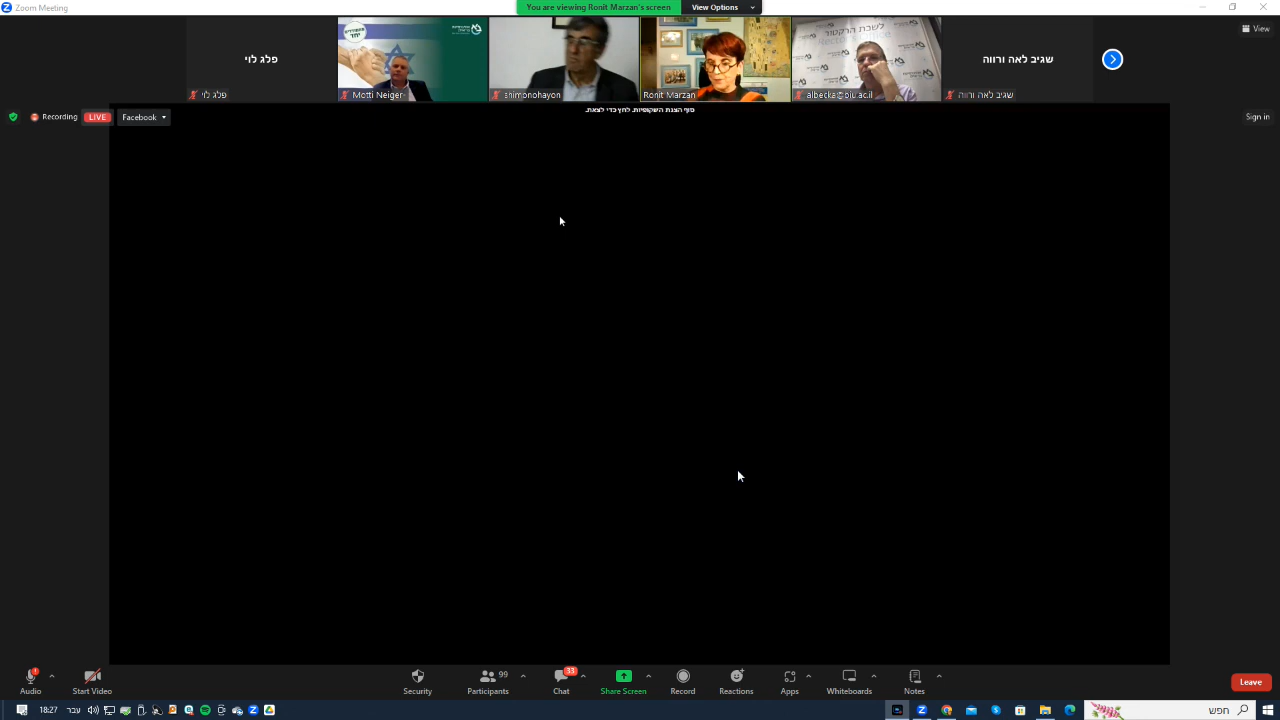 Zoom Meeting
You are viewing Ronit Marzan's screen
View Options
View
פלג לוי
שגיב לאה ורווה
פלג לוי
Motti Neiger
shimonohayon
Ronit Marzan
albecka@biu.ac.il
שגיב לאה ורווה
לשכת הרקטור
Recording
LIVE
Facebook
סוף הצגת השקופיות. לחץ כדי לצאת.
Sign in
Audio
Start Video
Security
Participants
99
Chat
33
Share Screen
Record
Reactions
Apps
Whiteboards
Notes
Leave
18:27
עבר
חפש